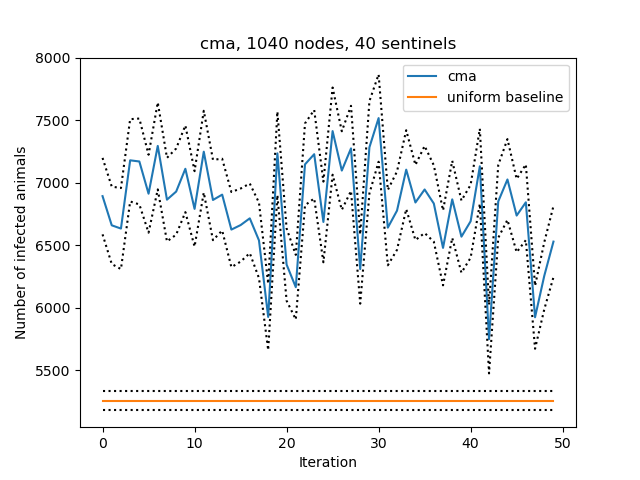 cma, 1040 nodes, 40 sentinels
8000
7500
7000
6500
6000
5500
Number of infected animals
cma
uniform baseline
0
10
20
30
40
50
Iteration